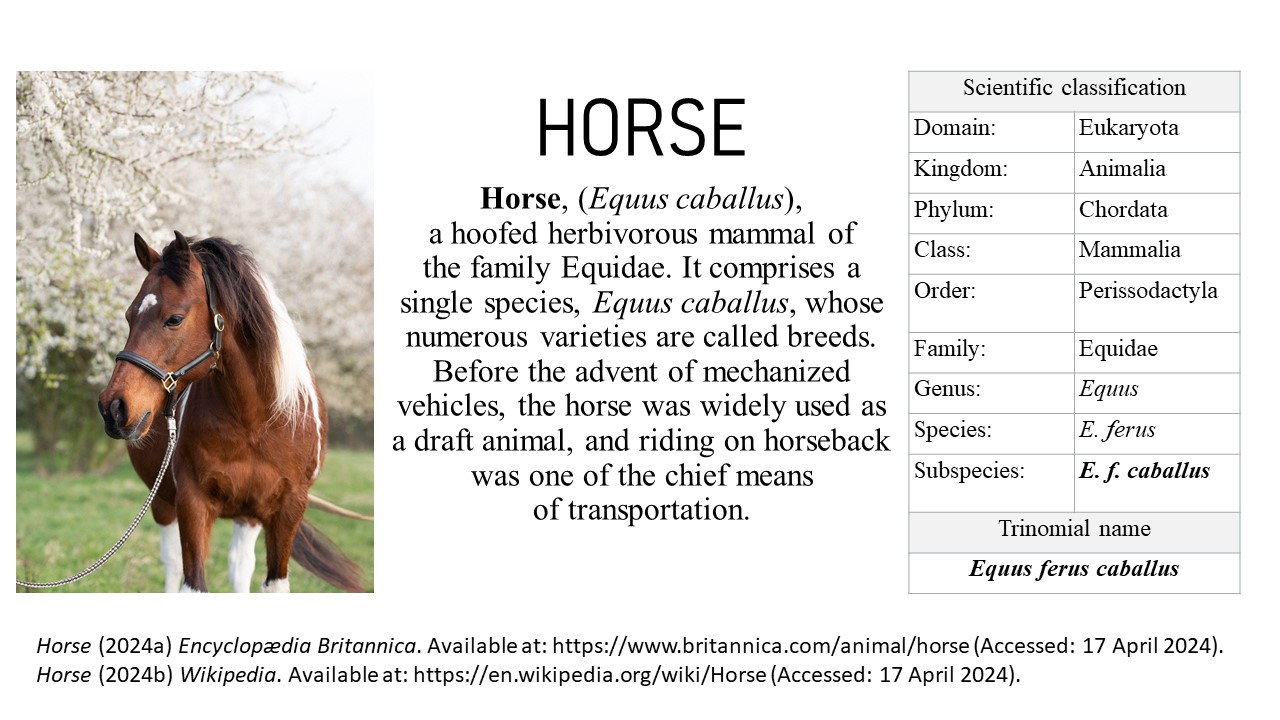 HORSE
Horse, (Equus caballus),
a hoofed herbivorous mammal of
the family Equidae. It comprises a
single species, Equus caballus, whose
numerous varieties are called breeds.
Before the advent of mechanized
vehicles, the horse was widely used as
a draft animal, and riding on horseback
was one of the chief means
of transportation.
Scientific classification
Domain: Eukaryota
Kingdom: Animalia
Phylum: Chordata
Class: Mammalia
Order: Perissodactyla
Family: Equidae
Genus: Equus
Species: E. ferus
Subspecies: E. f. caballus
Trinomial name
Equus ferus caballus
Horse (2024a) Encyclopædia Britannica. Available at: https://www.britannica.com/animal/horse (Accessed: 17 April 2024).
Horse (2024b) Wikipedia. Available at: https://en.wikipedia.org/wiki/Horse (Accessed: 17 April 2024).